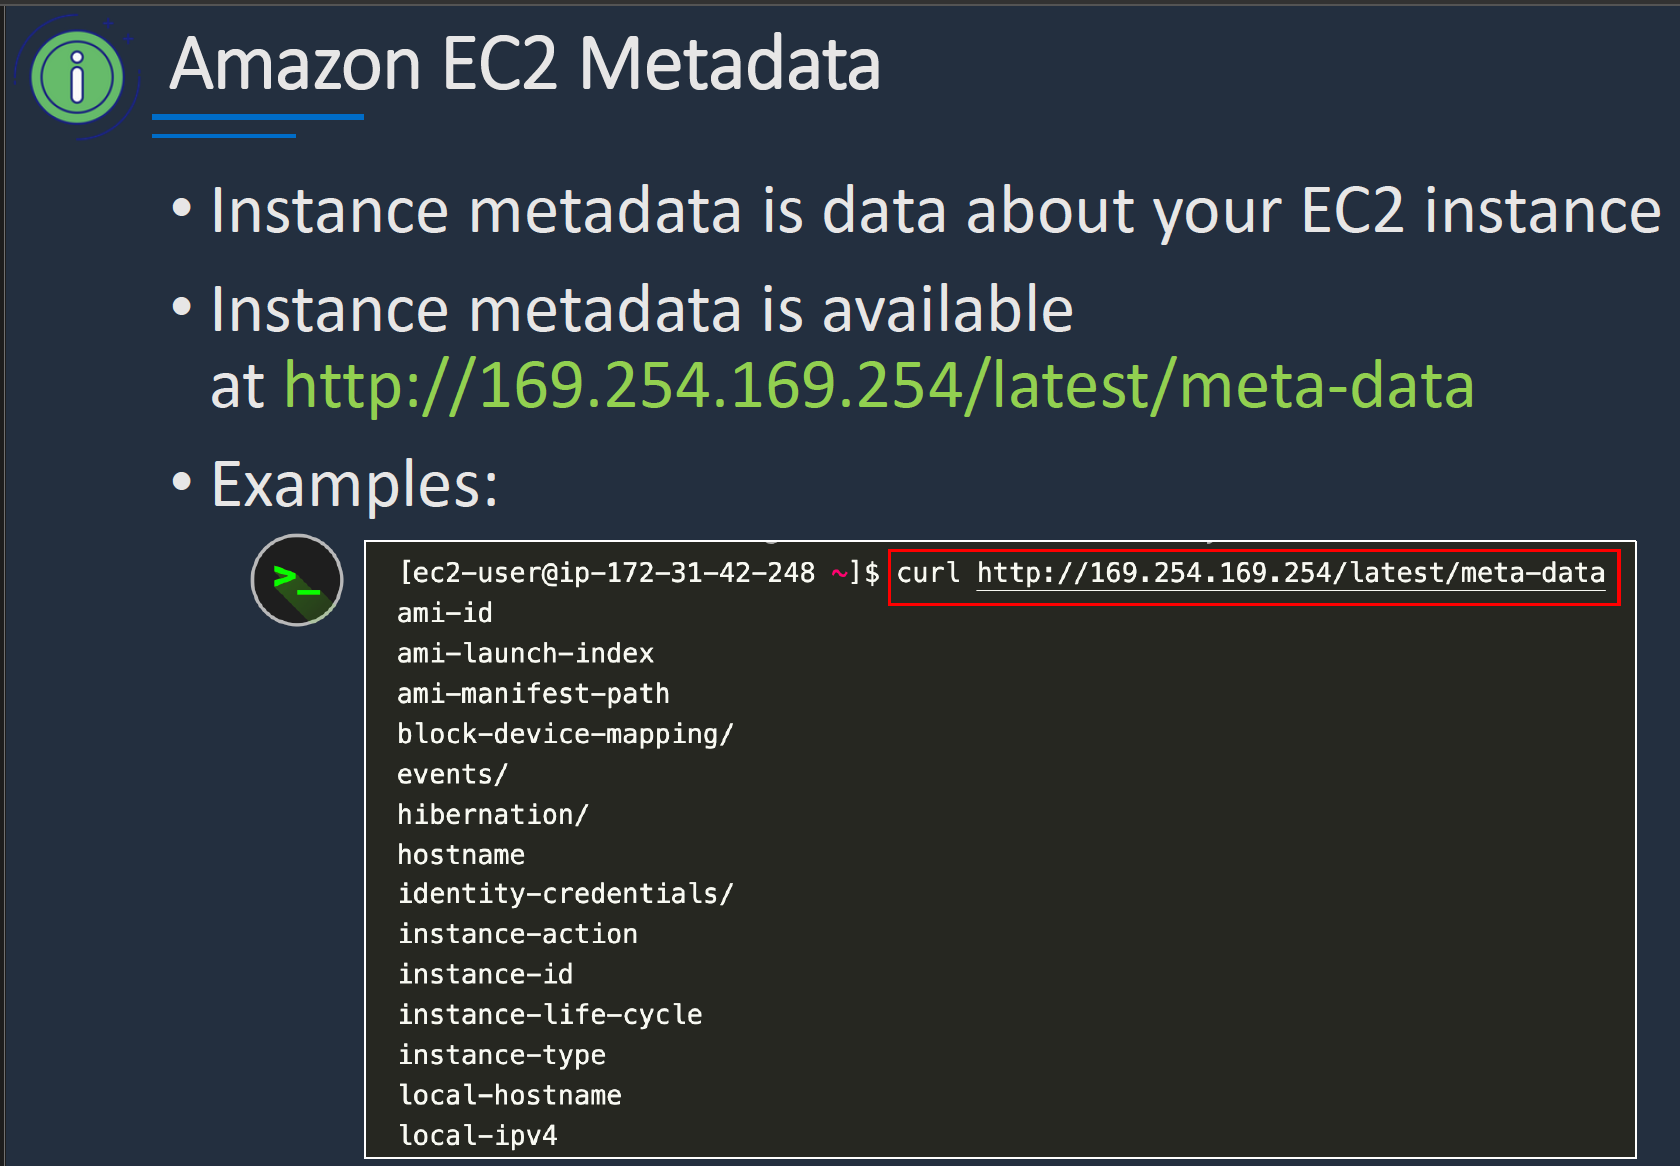 Amazon EC2 Metadata
• Instance metadata is data about your EC2 instance
• Instance metadata is available
at http://169.254.169.254/latest/meta-data
• Examples:
[ec2-user@ip-172-31-42-248 ~]$ curl http://169.254.169.254/latest/meta-data
ami-id
ami-launch-index
ami-manifest-path
block-device-mapping/
events/
hibernation/
hostname
identity-credentials/
instance-action
instance-id
instance-life-cycle
instance-type
local-hostname
local-ipv4